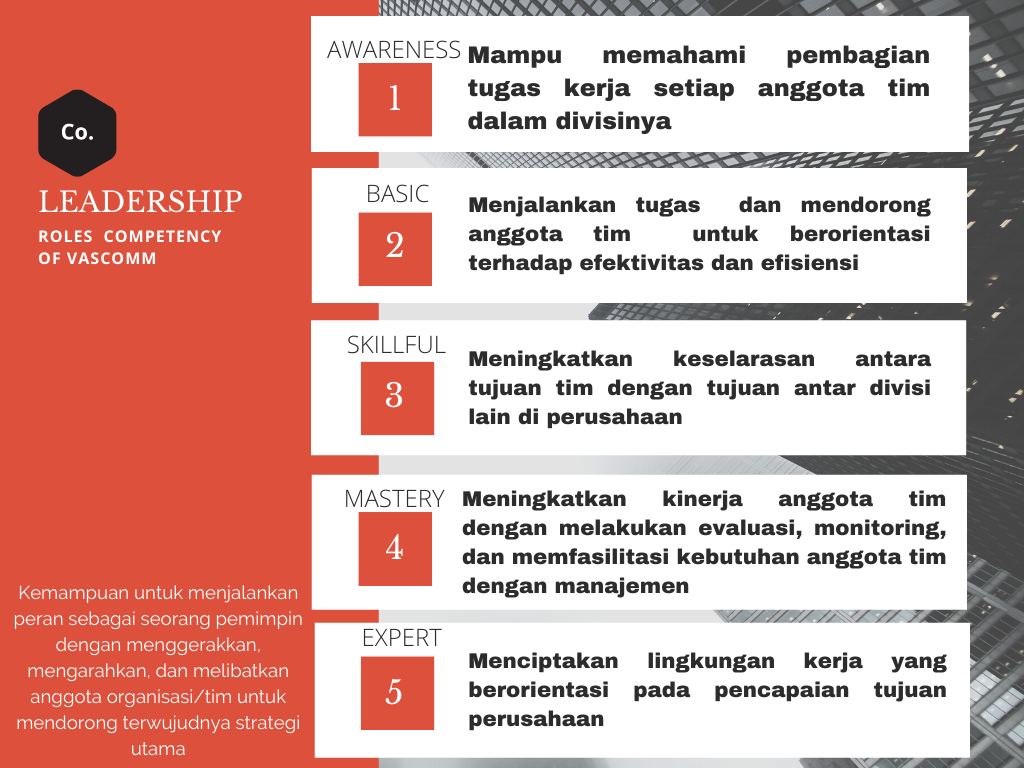 Co.
LEADERSHIP
ROLES COMPETENCY
OF VASCOMM
Kemampuan untuk menjalankan
peran sebagai seorang pemimpin
dengan menggerakkan,
mengarahkan, dan melibatkan
anggota organisasi/tim untuk
mendorong terwujudnya strategi
utama
AWARENESS
1
Mampu memahami pembagian
tugas kerja setiap anggota tim
dalam divisinya
BASIC
2
Menjalankan tugas dan mendorong
anggota tim untuk berorientasi
terhadap efektivitas dan efisiensi
SKILLFUL
3
Meningkatkan keselarasan antara
tujuan tim dengan tujuan antar divisi
lain di perusahaan
MASTERY
4
Meningkatkan kinerja anggota tim
dengan melakukan evaluasi, monitoring,
dan memfasilitasi kebutuhan anggota tim
dengan manajemen
EXPERT
5
Menciptakan lingkungan kerja yang
berorientasi pada pencapaian tujuan
perusahaan